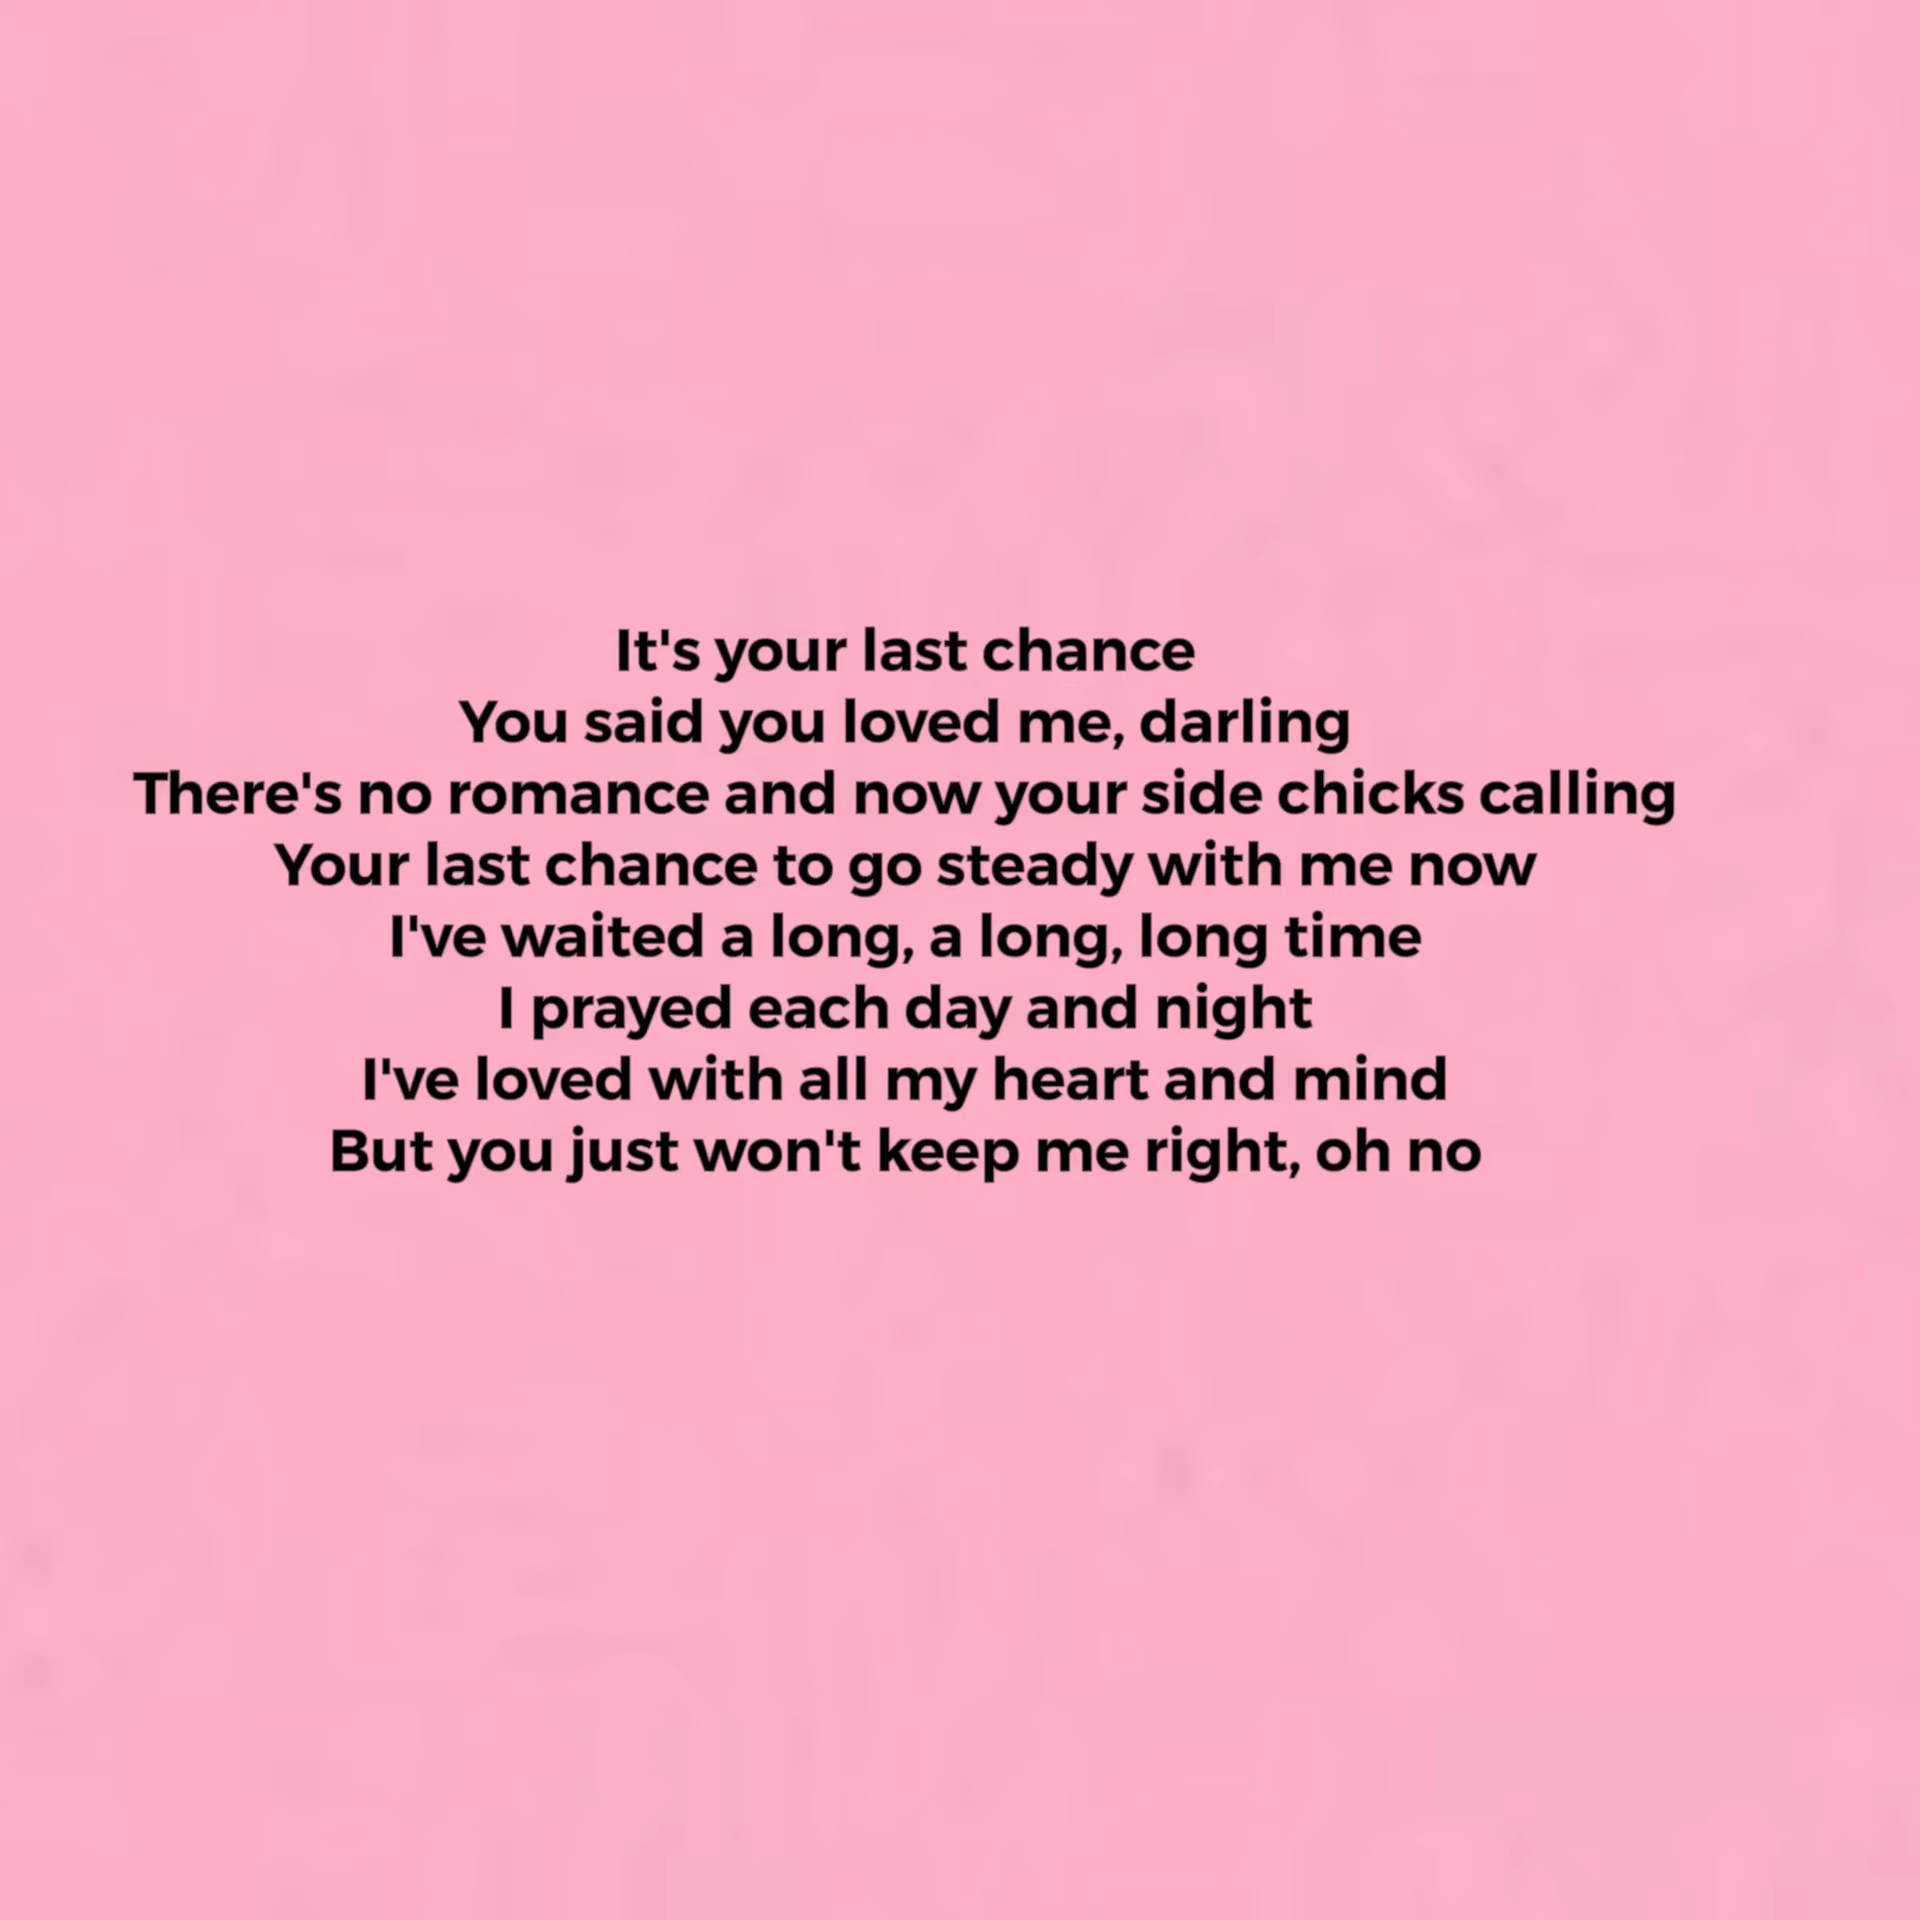 It's your last chance
You said you loved me, darling
There's no romance and now your side chicks calling
Your last chance to go steady with me now
I've waited a long, a long, long time
I prayed each day and night
I've loved with all my heart and mind
But you just won't keep me right, oh no